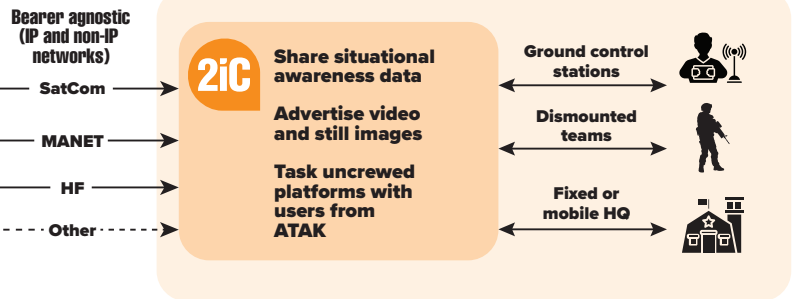 Bearer agnostic
(IP and non-IP
networks)
SatCom
MANET
HF
Other
2iC
Share situational
awareness data
Advertise video
and still images
Task uncrewed
platforms with
users from
ATAK
Ground control
stations
Dismounted
teams
Fixed or
mobile HQ